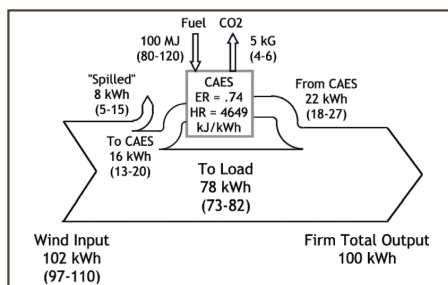 Fuel CO2
100 MJ
(80-120)
5 kG
(4-6)
"Spilled"
8 kWh
(5-15)
CAES
ER = .74
HR = 4649
kJ/kWh
From CAES
22 kWh
(18-27)
To CAES
16 kWh
(13-20)
To Load
78 kWh
(73-82)
Wind Input
102 kWh
(97-110)
Firm Total Output
100 kWh